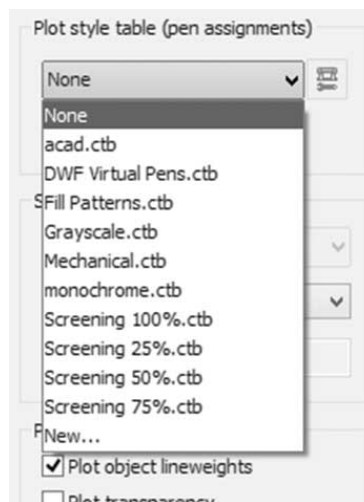 Plot style table (pen assignments)
None
None
acad.ctb
DWF Virtual Pens.ctb
Fill Patterns.ctb
Grayscale.ctb
Mechanical.ctb
monochrome.ctb
Screening 100%.ctb
Screening 25%.ctb
Screening 50%.ctb
Screening 75%.ctb
New...
Plot object lineweights
Plot transparency